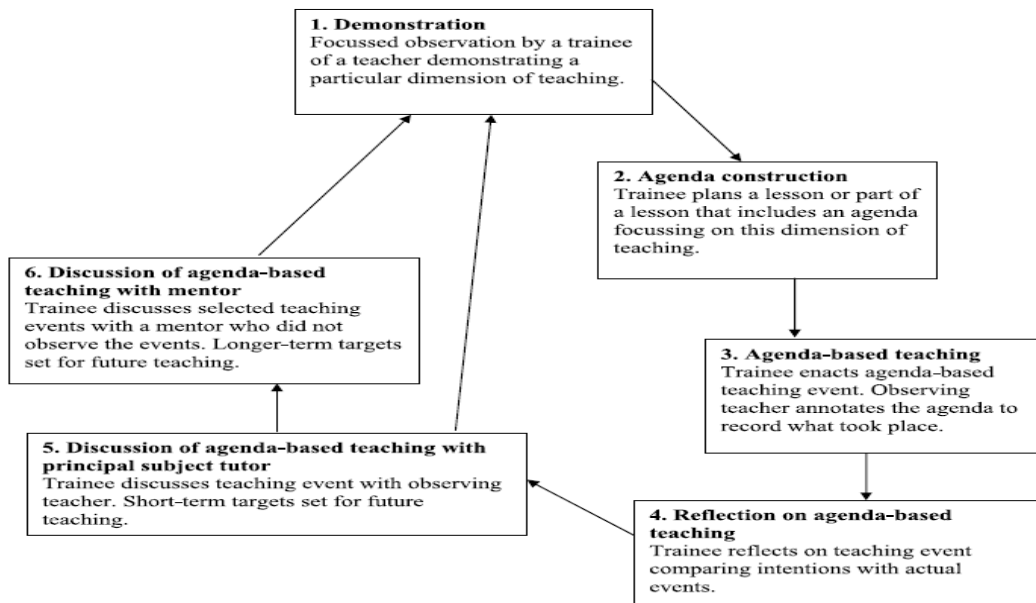 1. Demonstration
Focussed observation by a trainee
of a teacher demonstrating a
particular dimension of teaching.
2. Agenda construction
Trainee plans a lesson or part of
a lesson that includes an agenda
focussing on this dimension of
teaching.
3. Agenda-based teaching
Trainee enacts agenda-based
teaching event. Observing
teacher annotates the agenda to
record what took place.
4. Reflection on agenda-based
teaching
Trainee reflects on teaching event
comparing intentions with actual
events.
5. Discussion of agenda-based teaching with
principal subject tutor
Trainee discusses teaching event with observing
teacher. Short-term targets set for future
teaching.
6. Discussion of agenda-based
teaching with mentor
Trainee discusses selected teaching
events with a mentor who did not
observe the events. Longer-term targets
set for future teaching.